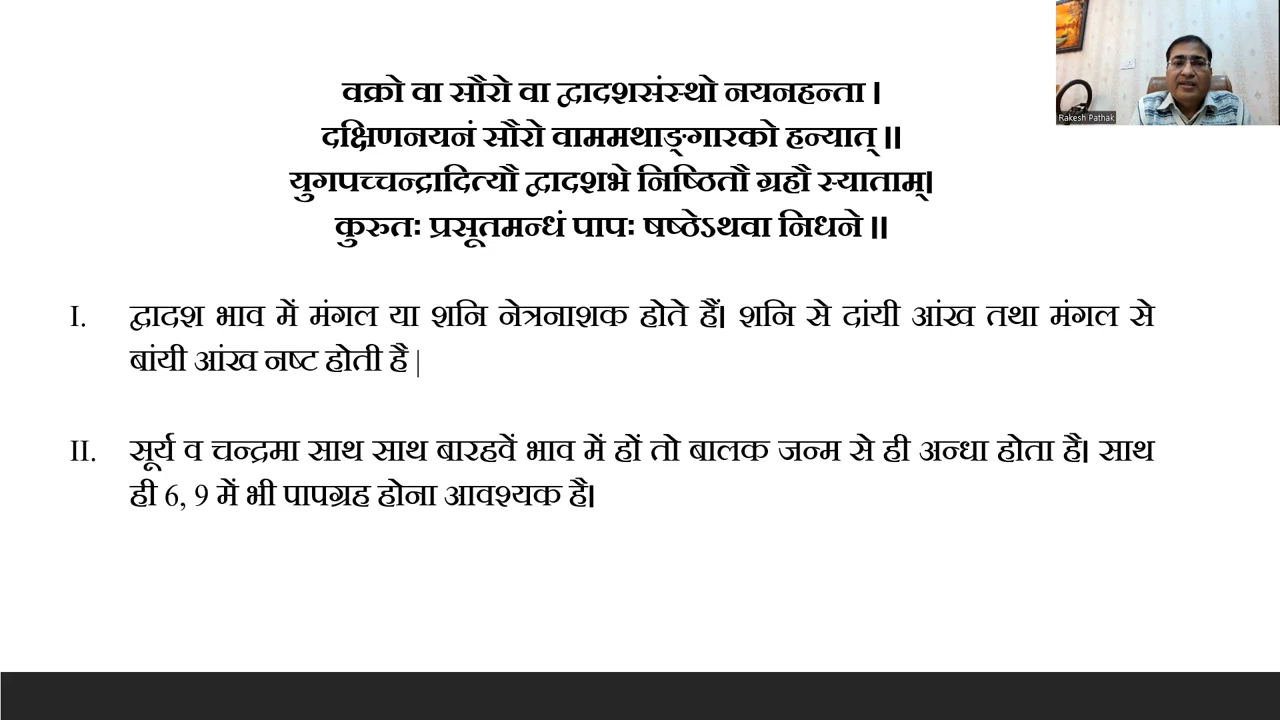 वक्रो वा सौरो वा द्वादशसंस्थो नयनहन्ता ।
दक्षिणनयनं सौरो वाममथाङ्गारको हन्यात् ॥
युगपच्चन्द्रादित्यौ द्वादशभे निष्ठितौ ग्रहौ स्याताम्।
कुरुतः प्रसूतमन्धं पापः षष्ठेऽथवा निधने ॥
I. द्वादश भाव में मंगल या शनि नेत्रनाशक होते हैं। शनि से दांयी आंख तथा मंगल से
बांयी आंख नष्ट होती है |
II. सूर्य व चन्द्रमा साथ साथ बारहवें भाव में हों तो बालक जन्म से ही अन्धा होता है। साथ
ही 6, 9 में भी पापग्रह होना आवश्यक है।
Rakesh Pathak